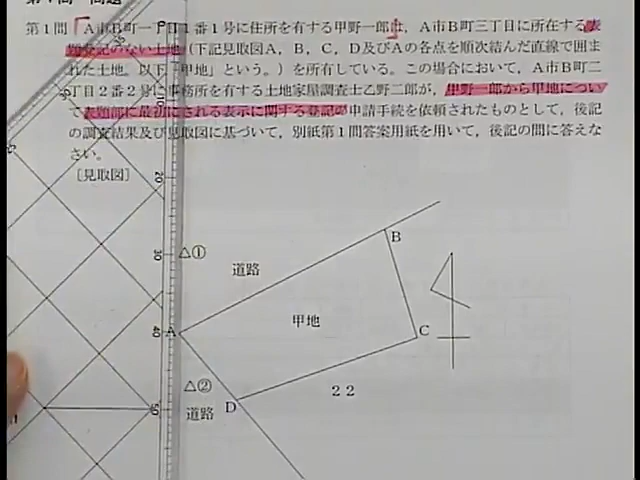 第1問 問題
第1問 「A市B町一丁目1番1号に住所を有する甲野一郎は，A市B町三丁目に所在する表
題登記のない土地（下記見取図A，B，C，D及びAの各点を順次結んだ直線で囲ま
れた土地。以下「甲地」という。）を所有している。この場合において，A市B町二
丁目2番2号に事務所を有する土地家屋調査士乙野二郎が，甲野一郎から甲地につい
て表題部に最初にされる表示に関する登記の申請手続を依頼されたものとして，後記
の調査結果及び見取図に基づいて，別紙第1問答案用紙を用いて，後記の問に答えな
さい。
［見取図］
20
B
30
△①
道路
甲地
40
A
C
△②
22
D
50
道路